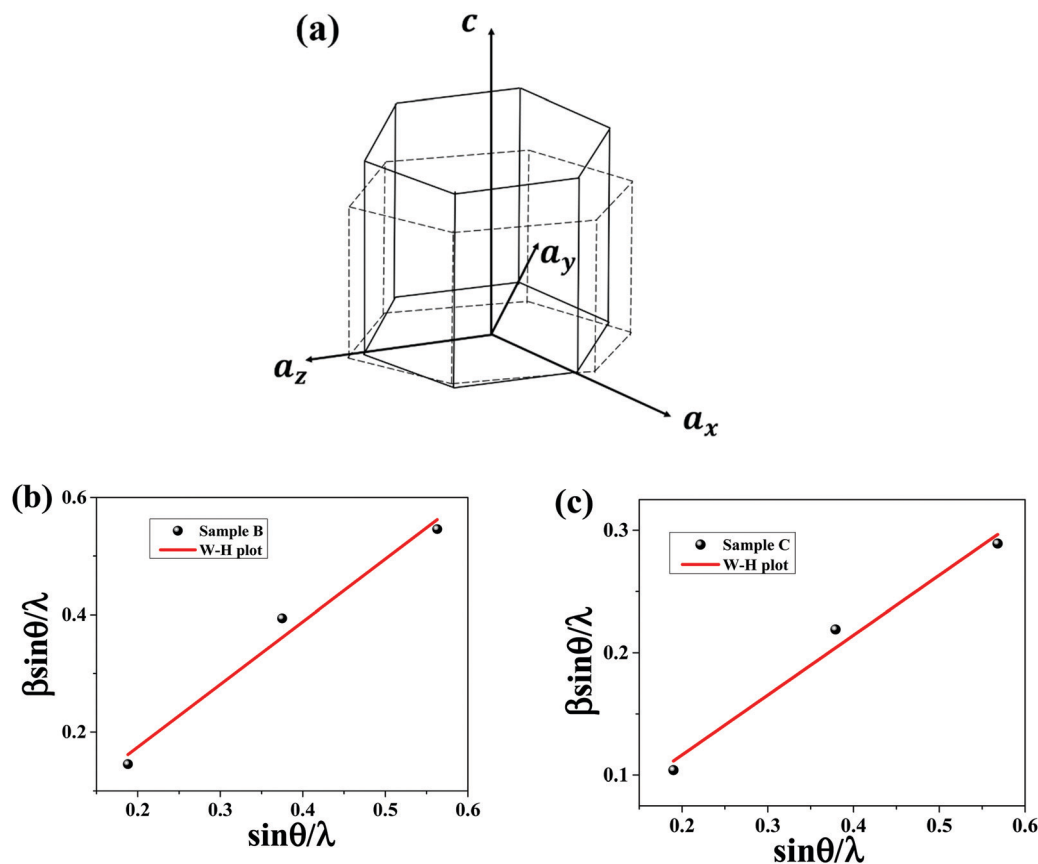 (a)
c
a_y
a_z
a_x
(b)
0.6
0.4
0.2
βsinθ/λ
Sample B
W-H plot
0.2 0.3 0.4 0.5 0.6
sinθ/λ
(c)
0.3
0.2
0.1
βsinθ/λ
Sample C
W-H plot
0.2 0.3 0.4 0.5 0.6
sinθ/λ